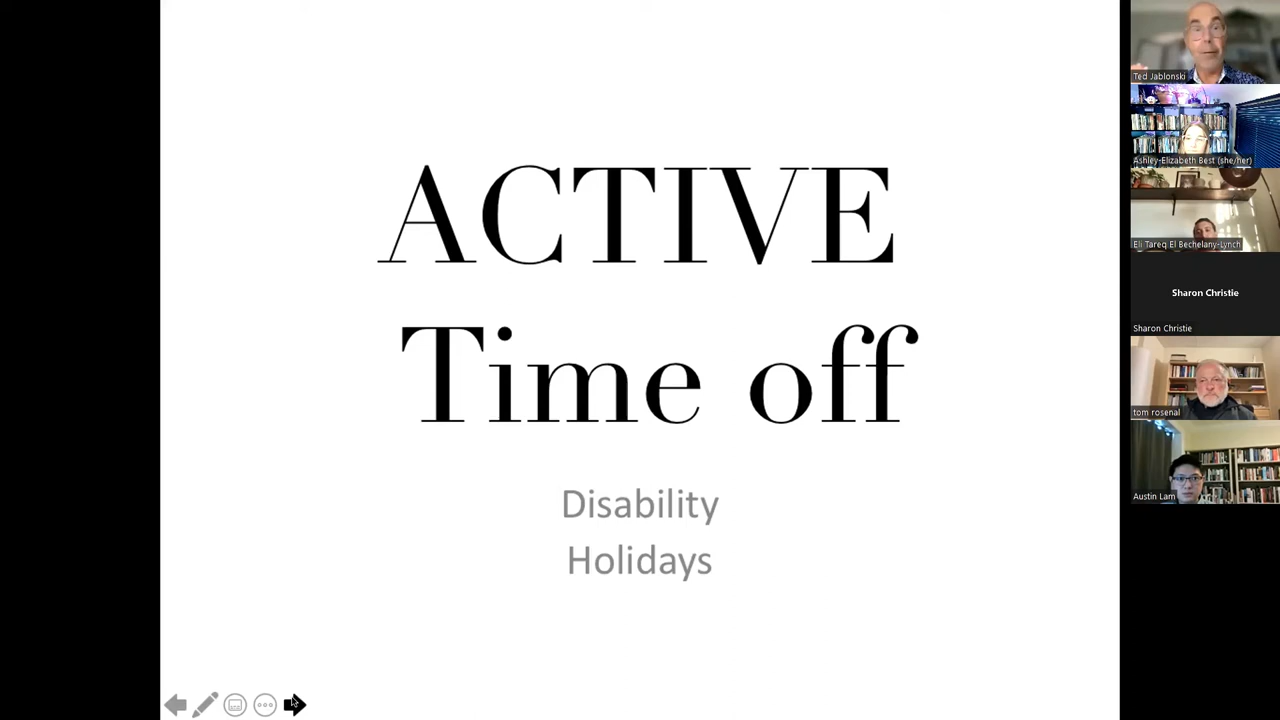 ACTIVE
Time off
Disability
Holidays
Ted Jablonski
Ashley-Elizabeth Best (she/her)
Eli Tareq El Bechelany-Lynch
Sharon Christie
Sharon Christie
tom rosenal
Austin Lam